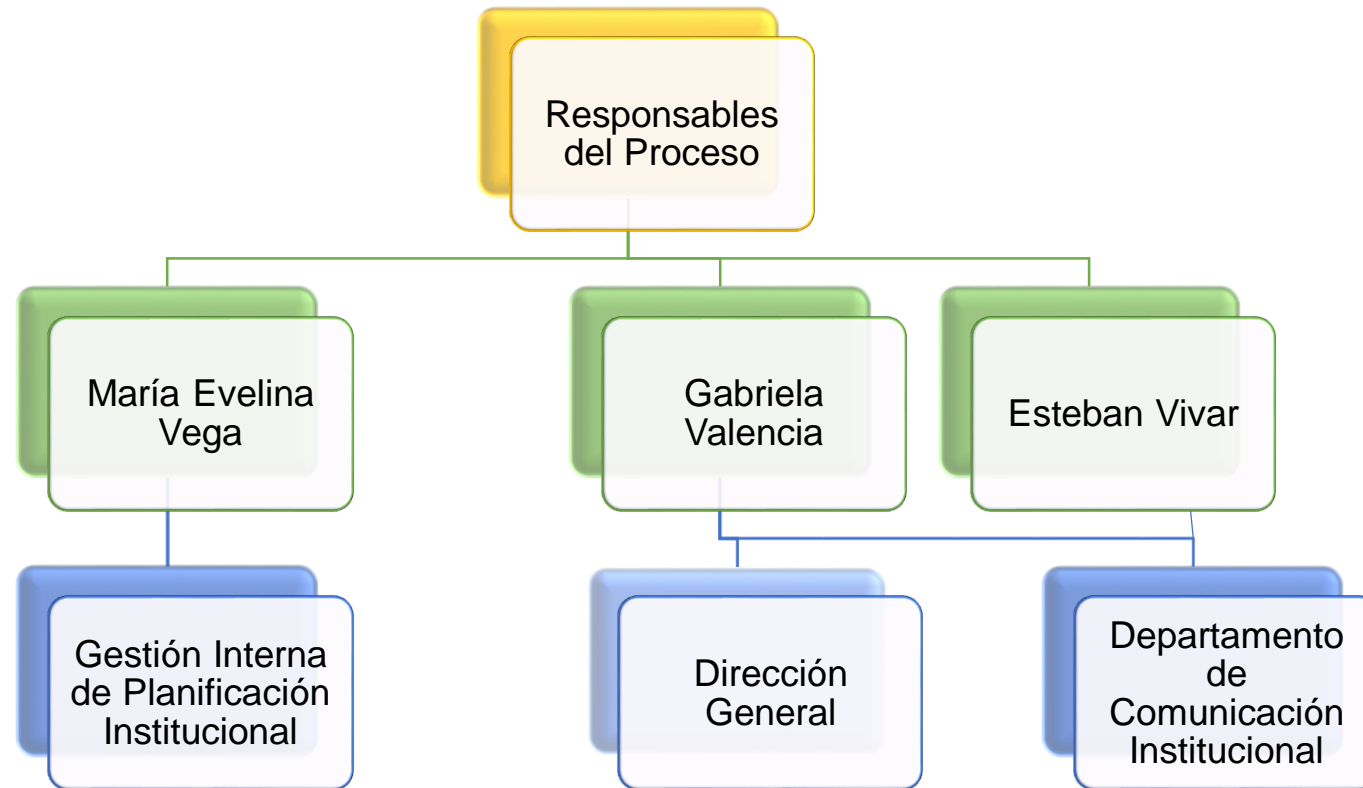 Responsables
del Proceso
María Evelina
Vega
Gabriela
Valencia
Esteban Vivar
Gestión Interna
de Planificación
Institucional
Dirección
General
Departamento
de
Comunicación
Institucional